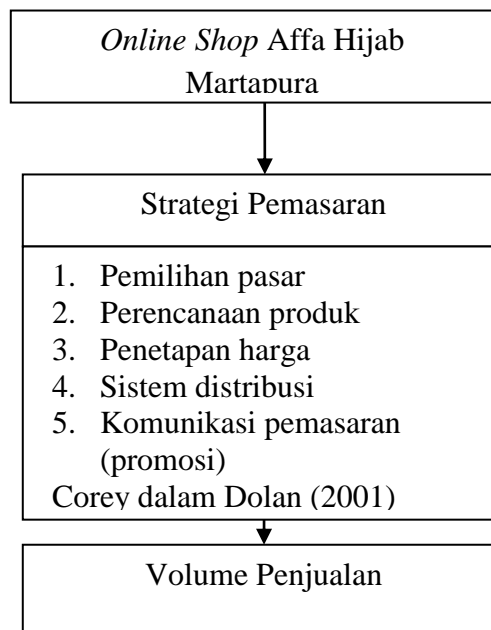 Online Shop Affa Hijab
Martapura
Strategi Pemasaran
1. Pemilihan pasar
2. Perencanaan produk
3. Penetapan harga
4. Sistem distribusi
5. Komunikasi pemasaran
(promosi)
Corey dalam Dolan (2001)
Volume Penjualan